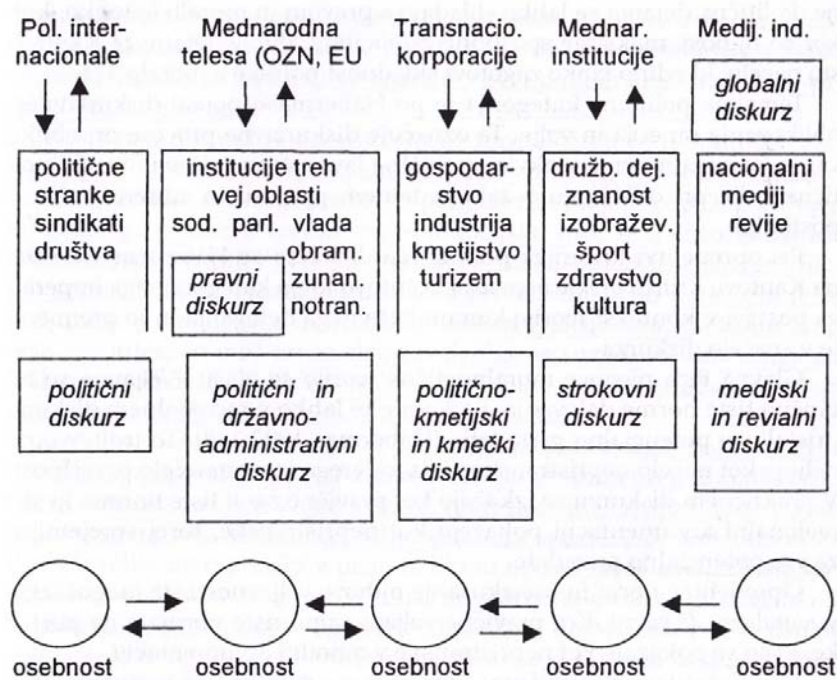 Pol. inter-
nacionale
Mednarodna
telesa (OZN, EU
Transnacio.
korporacije
Mednar.
institucije
Medij. ind.
globalni
diskurz
politične
stranke
sindikati
društva
institucije treh
vej oblasti
sod. parl. vlada
obram.
zunan.
notran.
pravni
diskurz
gospodar-
stvo
industrija
kmetijstvo
turizem
družb. dej.
znanost
izobražev.
šport
zdravstvo
kultura
nacionalni
mediji
revije
politični
diskurz
politični in
državno-
administrativni
diskurz
politično-
kmetijski
in kmečki
diskurz
strokovni
diskurz
medijski
in revialni
diskurz
osebnost
osebnost
osebnost
osebnost
osebnost